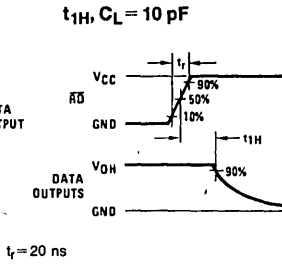 t1H, CL = 10 pF
tr
VCC
90%
RD
50%
10%
GND
t1H
VOH
90%
DATA
OUTPUTS
GND
tr = 20 ns